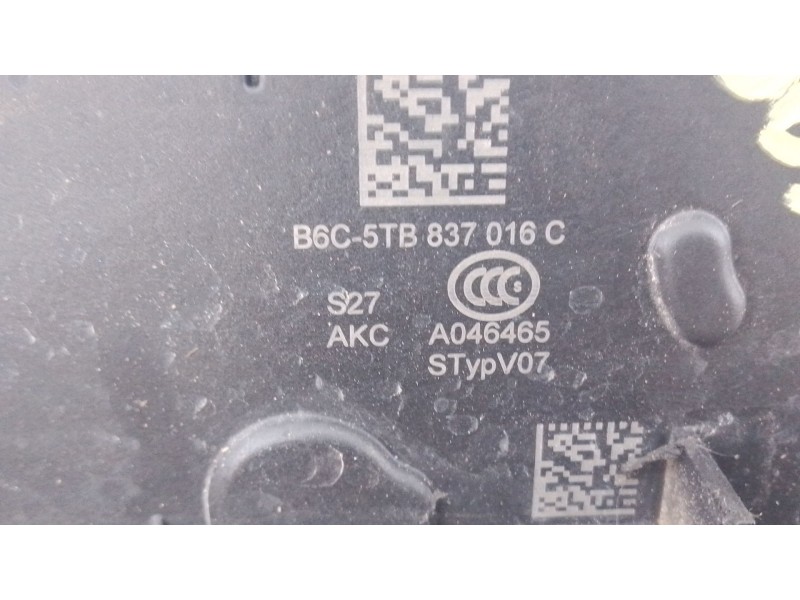 B6C-5TB 837 016 C
S27
CCC S
AKC A046465
STypV07